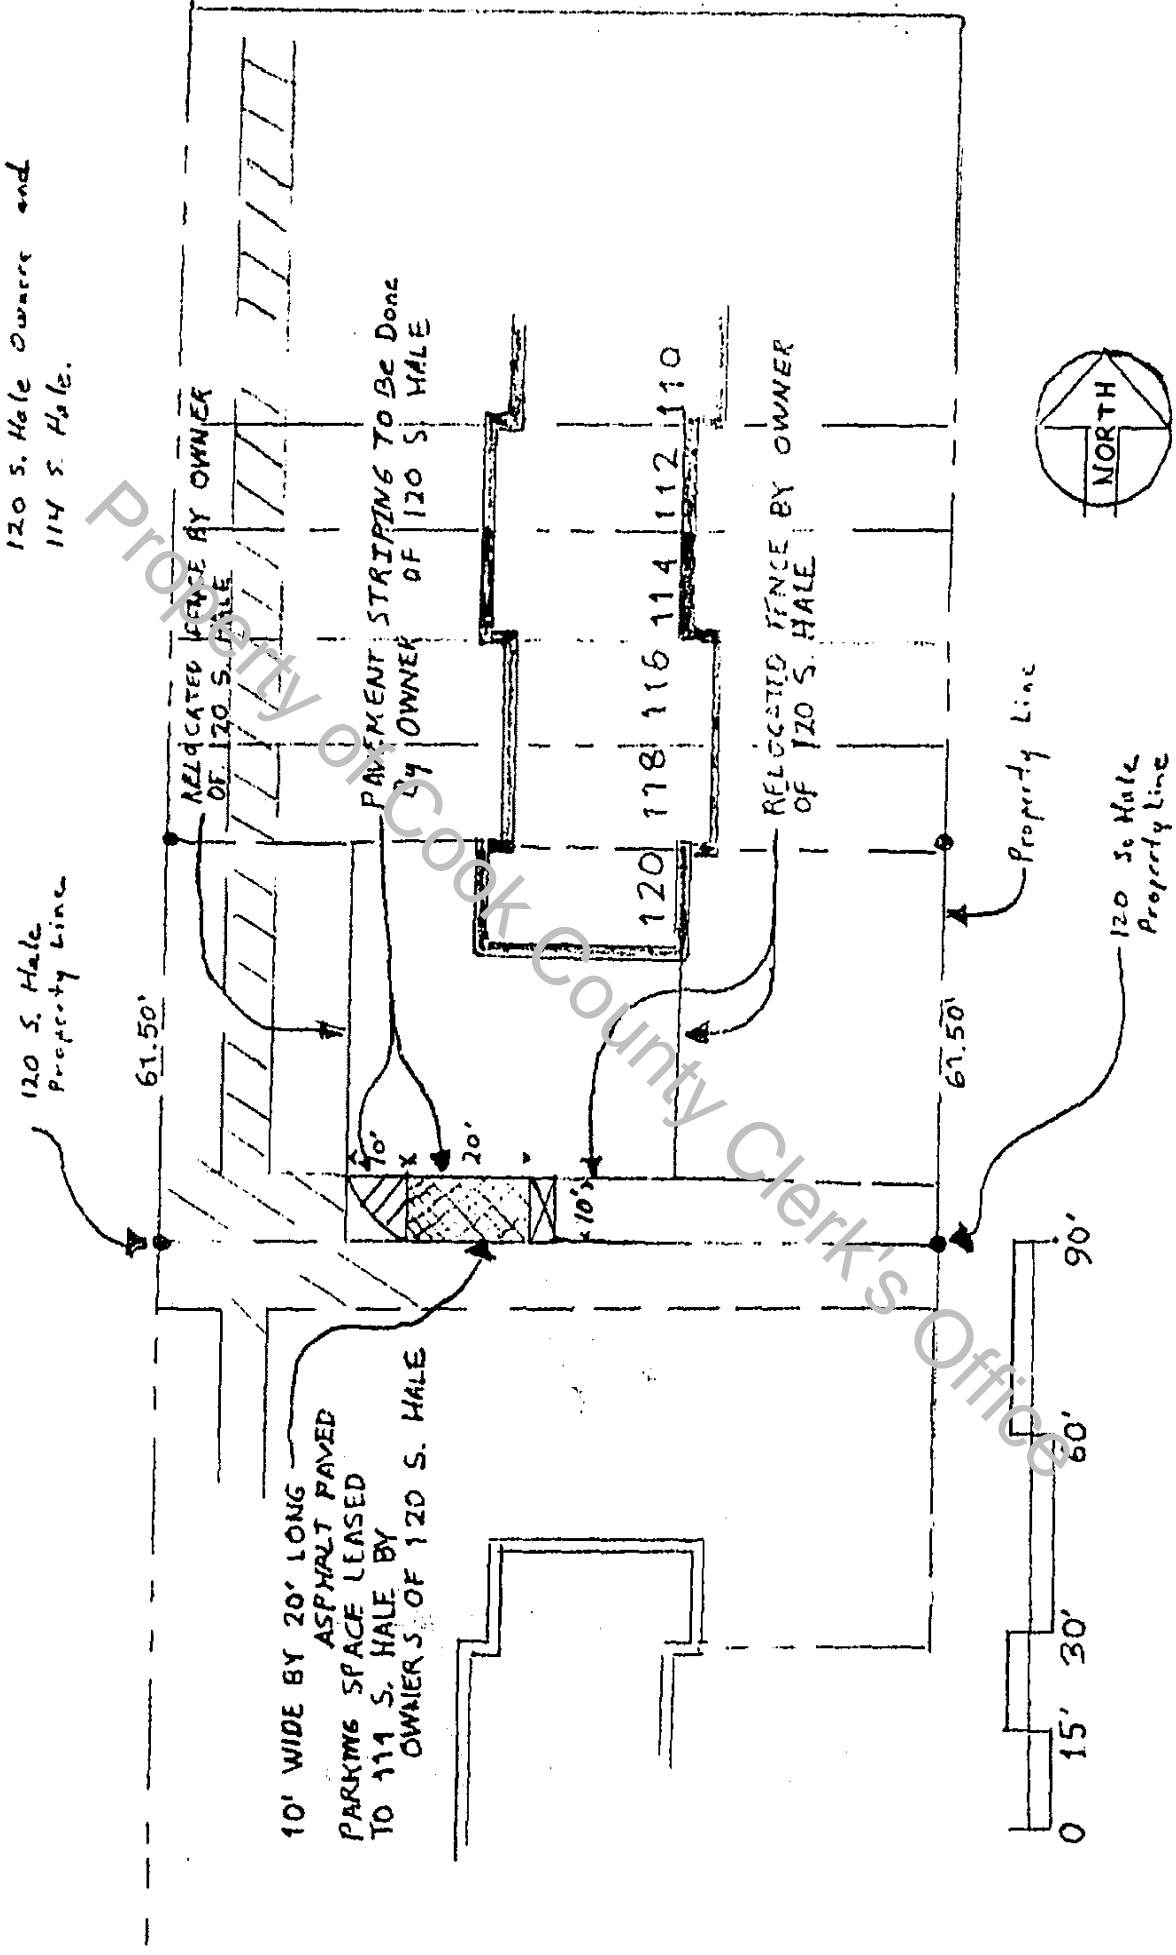 120 S. Hale Owners and
114 S. Hale.
120 S. Hale
Property Line
61.50'
RELOCATED FENCE BY OWNER
OF 120 S. HALE
PAVEMENT STRIPING TO Be Done
By OWNER OF 120 S. HALE
10'
20'
10'
10' WIDE BY 20' LONG
ASPHALT PAVED
PARKING SPACE LEASED
TO 114 S. HALE BY
OWNERS OF 120 S. HALE
120 118 116 114 112 110
RELOCATED FENCE BY OWNER
OF 120 S. HALE
61.50'
Property Line
120 So Hale
Property Line
NORTH
0 15' 30' 60' 90'
Property of Cook County Clerk's Office